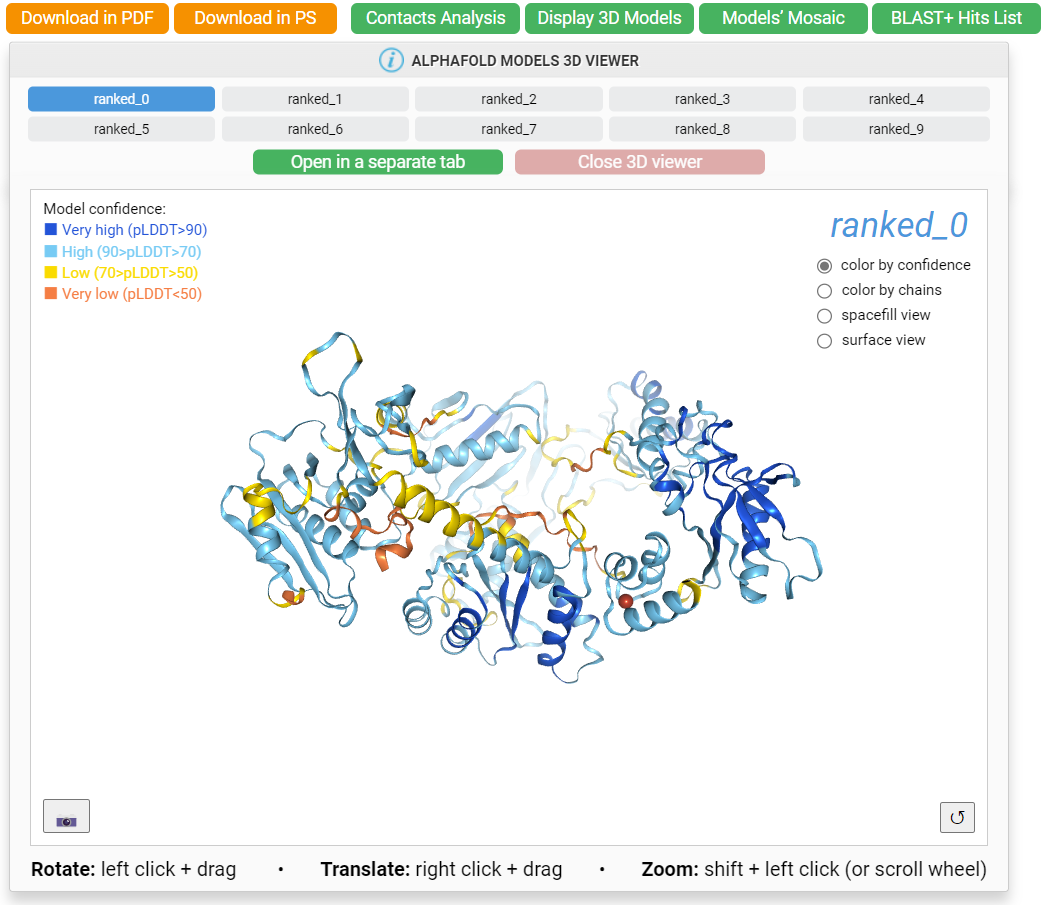 Download in PDF Download in PS Contacts Analysis Display 3D Models Models’ Mosaic BLAST+ Hits List
i ALPHAFOLD MODELS 3D VIEWER
ranked_0 ranked_1 ranked_2 ranked_3 ranked_4
ranked_5 ranked_6 ranked_7 ranked_8 ranked_9
Open in a separate tab Close 3D viewer
Model confidence:
Very high (pLDDT>90)
High (90>pLDDT>70)
Low (70>pLDDT>50)
Very low (pLDDT<50)
ranked_0
color by confidence
color by chains
spacefill view
surface view
Rotate: left click + drag • Translate: right click + drag • Zoom: shift + left click (or scroll wheel)